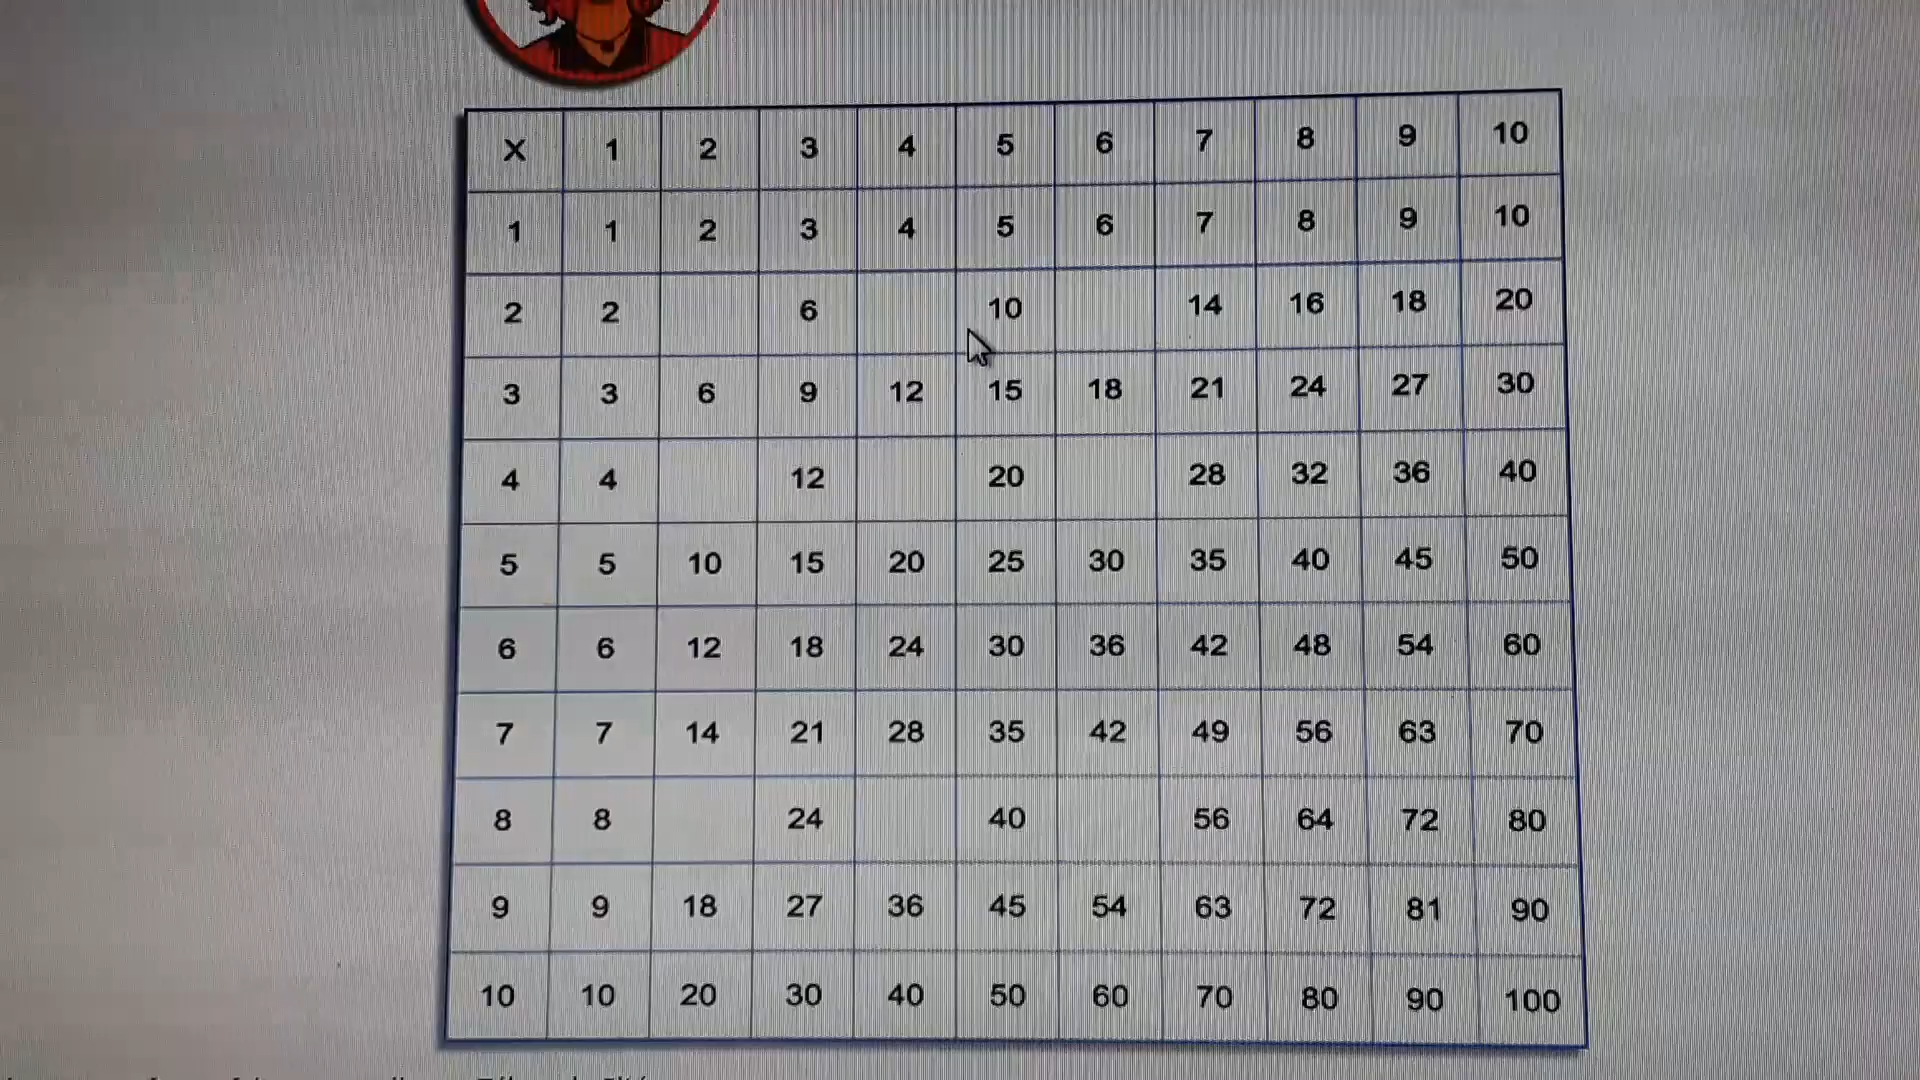 X 1 2 3 4 5 6 7 8 9 10
1 1 2 3 4 5 6 7 8 9 10
2 2 6 10 14 16 18 20
3 3 6 9 12 15 18 21 24 27 30
4 4 12 20 28 32 36 40
5 5 10 15 20 25 30 35 40 45 50
6 6 12 18 24 30 36 42 48 54 60
7 7 14 21 28 35 42 49 56 63 70
8 8 24 40 56 64 72 80
9 9 18 27 36 45 54 63 72 81 90
10 10 20 30 40 50 60 70 80 90 100